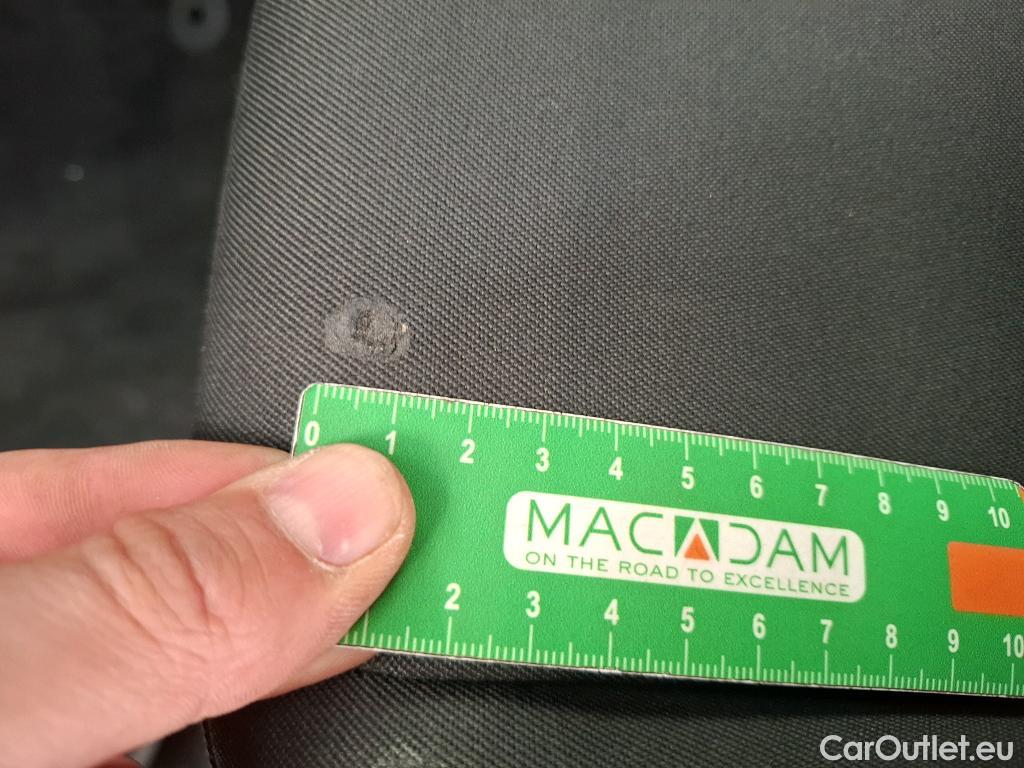 0 1 2 3 4 5 6 7 8 9 10
MACADAM
ON THE ROAD TO EXCELLENCE
2 3 4 5 6 7 8 9 10
CarOutlet.eu